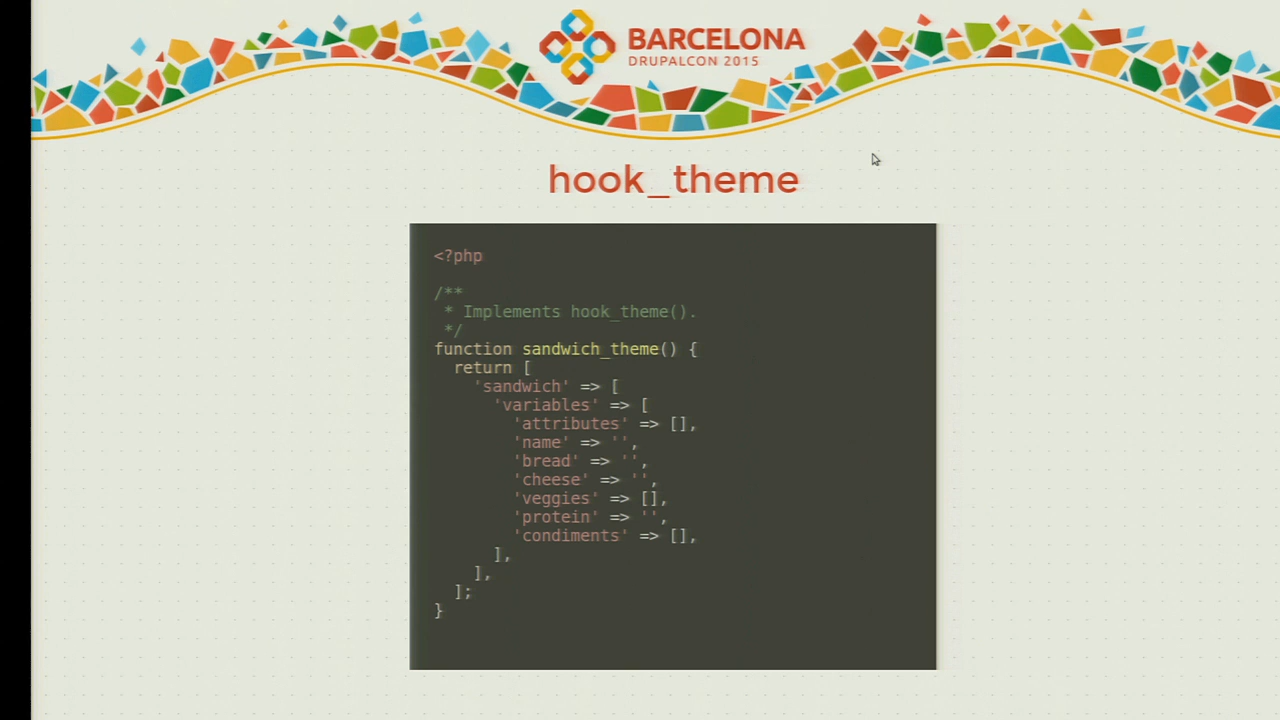 BARCELONA
DRUPALCON 2015
hook_theme
<?php
/**
 * Implements hook_theme().
 */
function sandwich_theme() {
  return [
    'sandwich' => [
      'variables' => [
        'attributes' => [],
        'name' => '',
        'bread' => '',
        'cheese' => '',
        'veggies' => [],
        'protein' => '',
        'condiments' => [],
      ],
    ],
  ];
}